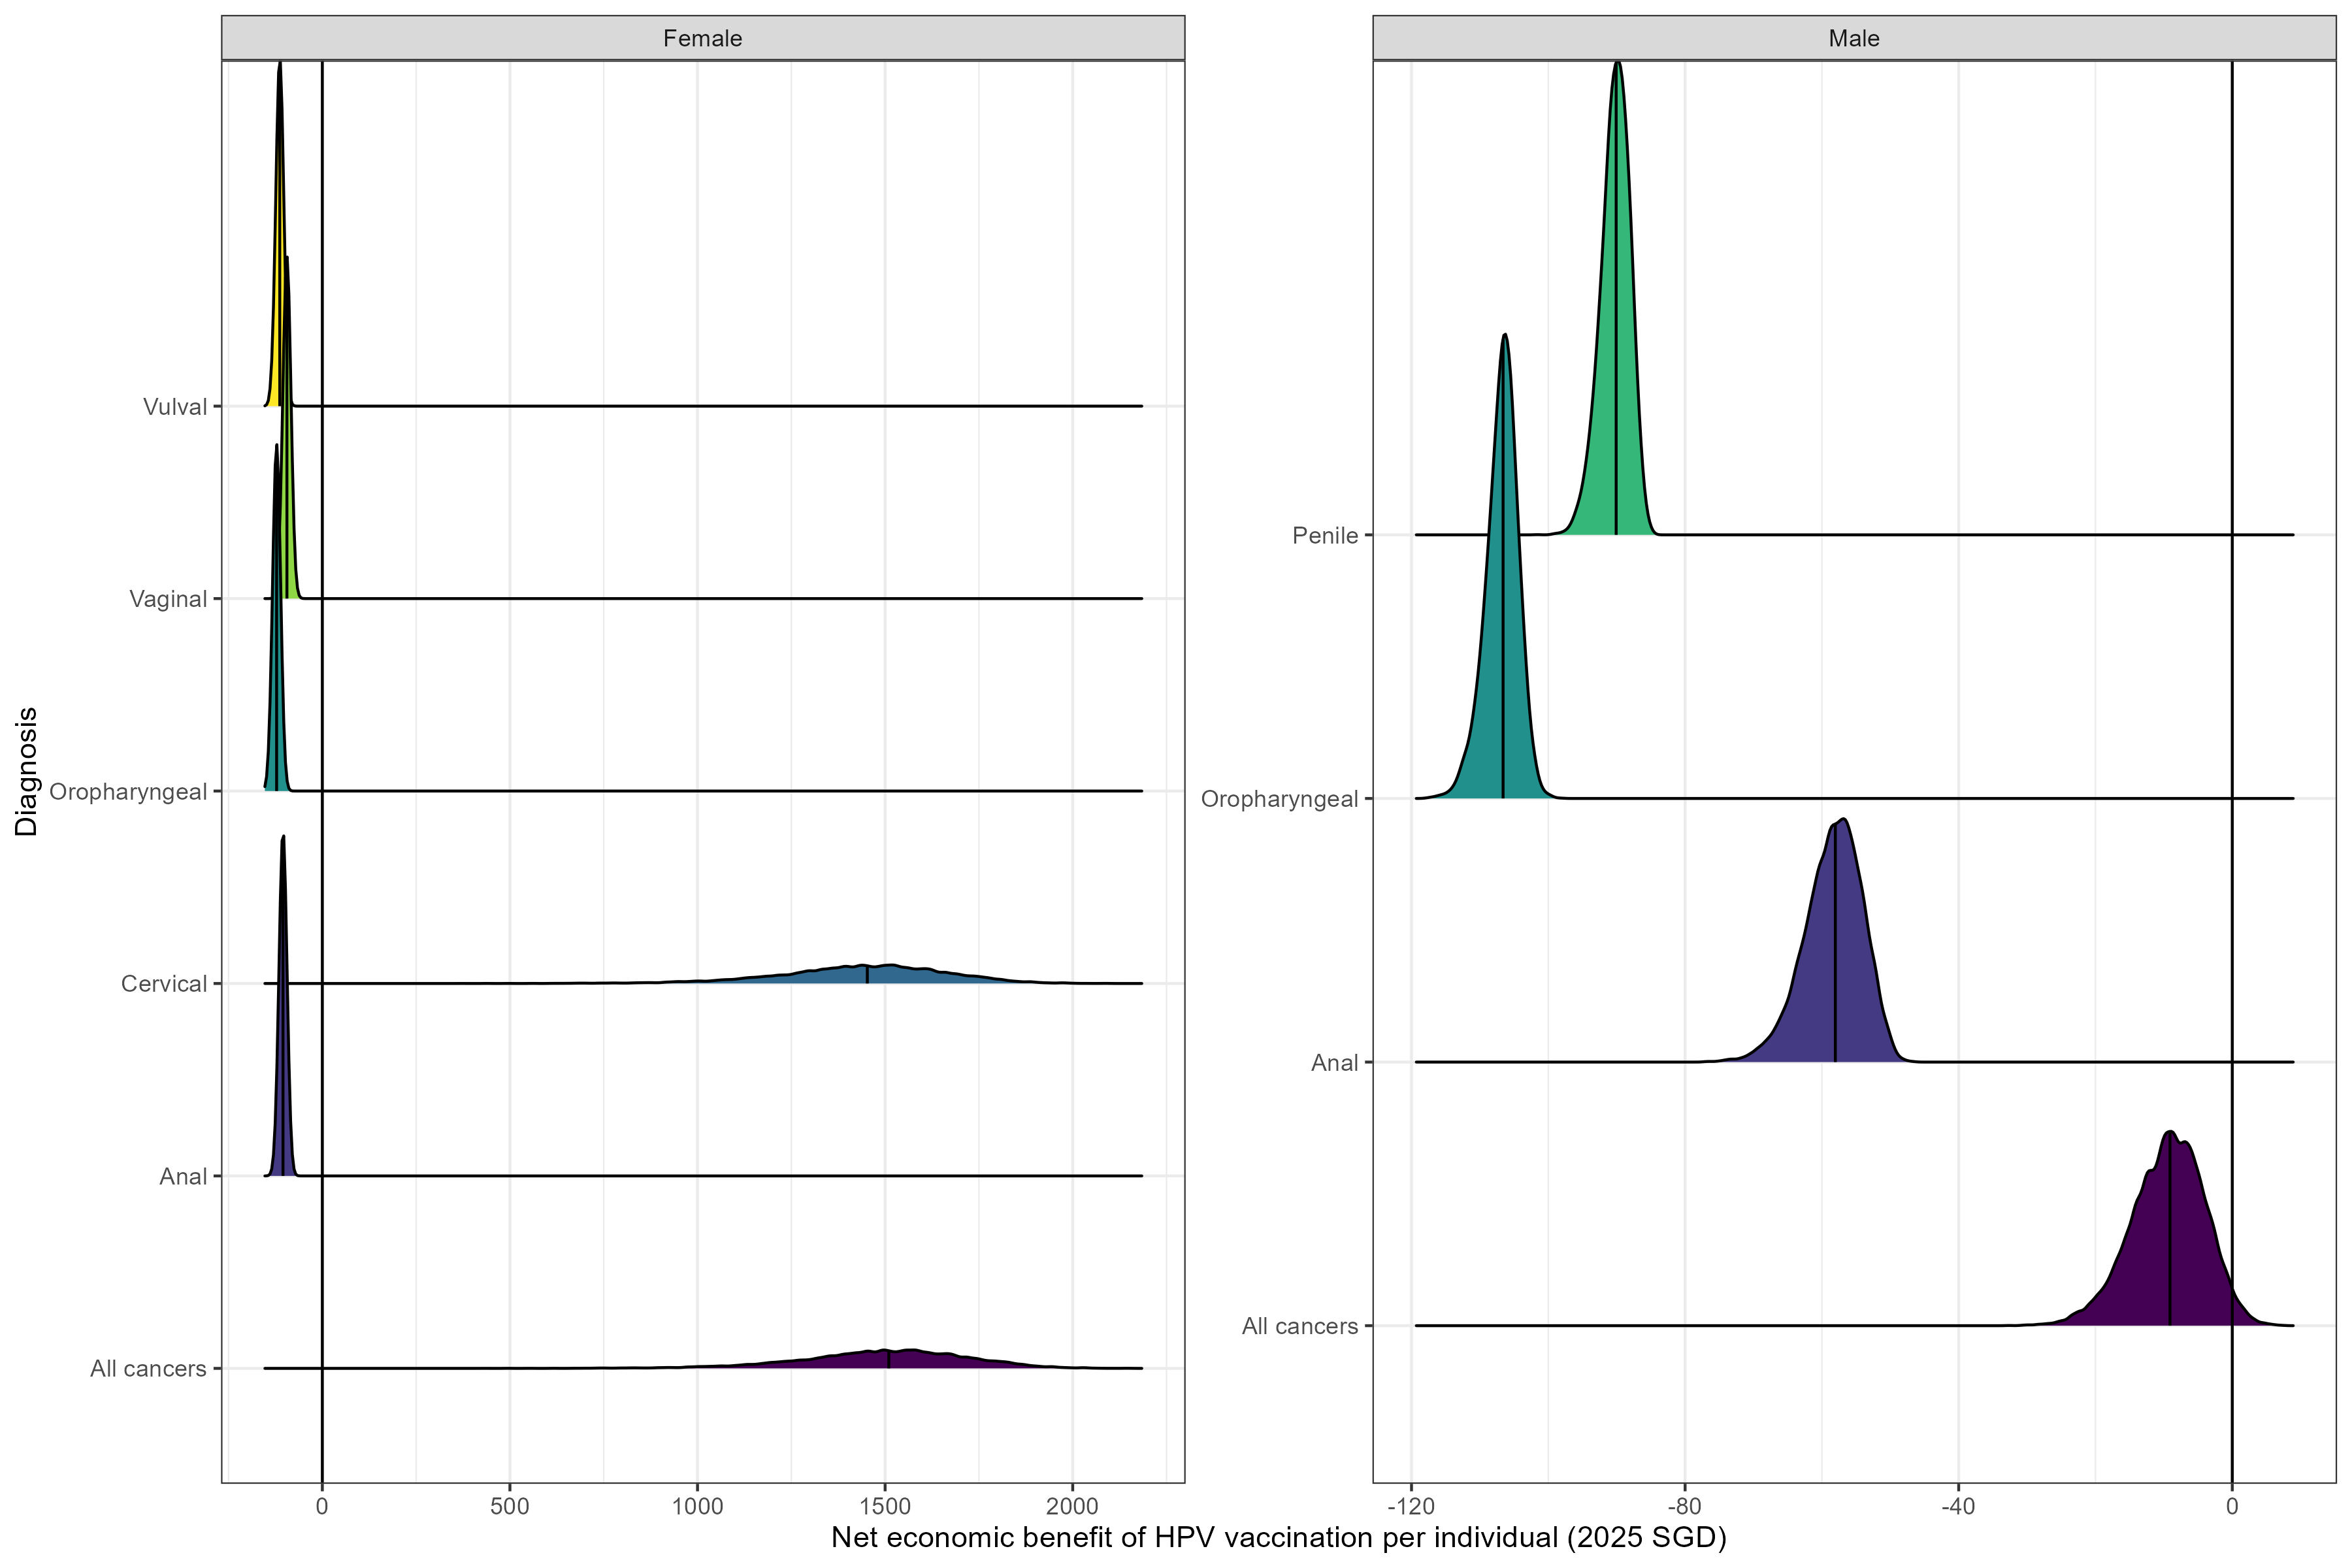 Female
Male
Diagnosis
Vulval
Vaginal
Oropharyngeal
Cervical
Anal
All cancers
Penile
Oropharyngeal
Anal
All cancers
0 500 1000 1500 2000
-120 -80 -40 0
Net economic benefit of HPV vaccination per individual (2025 SGD)